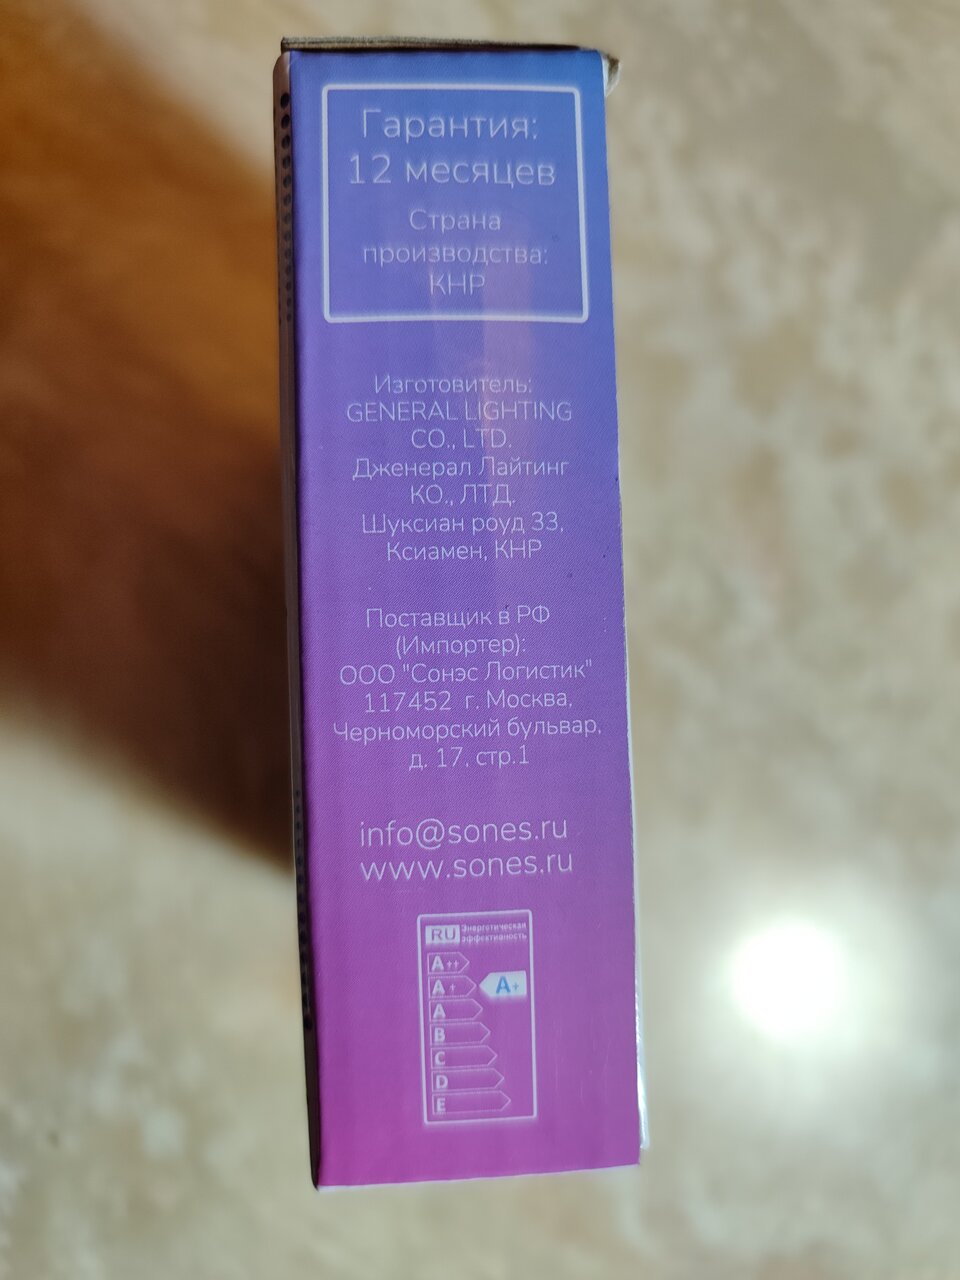 Гарантия:
12 месяцев
Страна
производства:
КНР
Изготовитель:
GENERAL LIGHTING
CO., LTD.
Дженерал Лайтинг
КО., ЛТД.
Шуксиан роуд 33,
Ксиамен, КНР
Поставщик в РФ
(Импортер):
ООО "Сонэс Логистик"
117452 г. Москва,
Черноморский бульвар,
д. 17, стр.1
info@sones.ru
www.sones.ru
RU Энергетическая
эффективность
A++
A+ A+
A
B
C
D
E